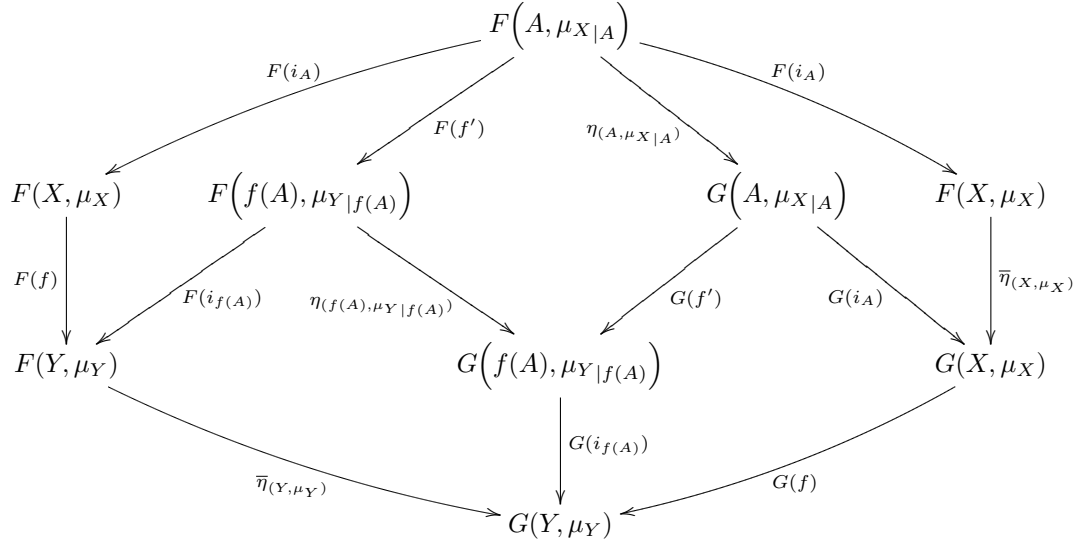 F(A, μ_{X|A})
F(i_A) F(i_A)
F(f′) η_{(A,μ_{X|A})}
F(X, μ_X) F(f(A), μ_{Y|f(A)}) G(A, μ_{X|A}) F(X, μ_X)
F(f) F(i_{f(A)}) η_{(f(A),μ_{Y|f(A)})} G(f′) G(i_A) η̅_{(X,μ_X)}
F(Y, μ_Y) G(f(A), μ_{Y|f(A)}) G(X, μ_X)
G(i_{f(A)})
η̅_{(Y,μ_Y)} G(f)
G(Y, μ_Y)